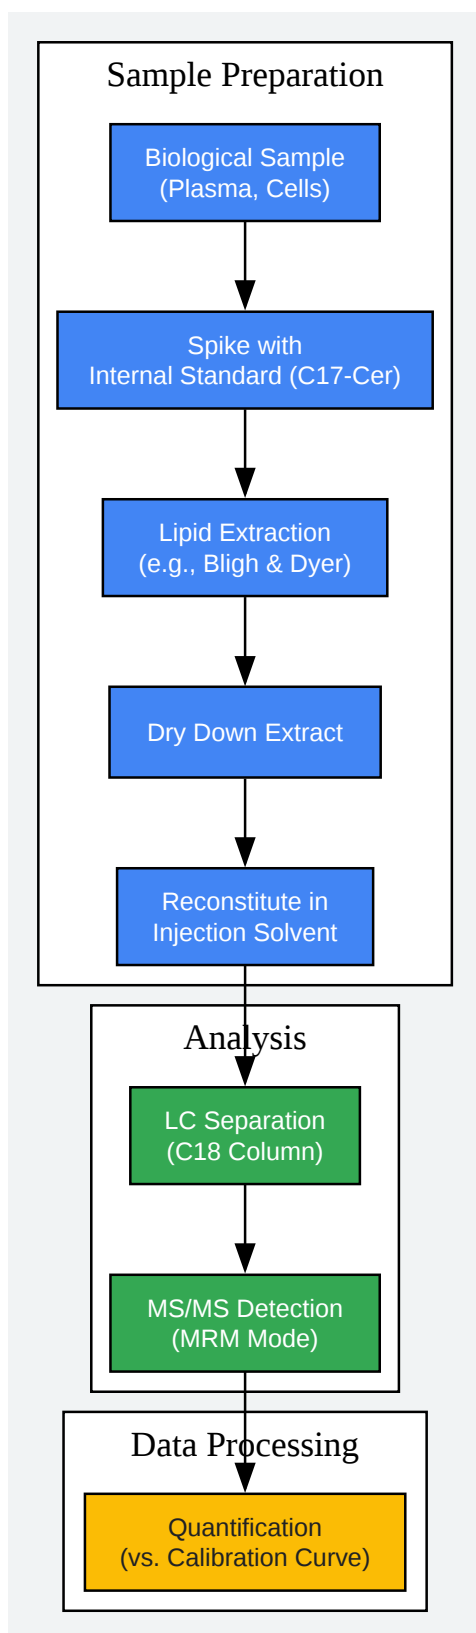 Sample Preparation
Biological Sample
(Plasma, Cells)
Spike with
Internal Standard (C17-Cer)
Lipid Extraction
(e.g., Bligh & Dyer)
Dry Down Extract
Reconstitute in
Injection Solvent
Analysis
LC Separation
(C18 Column)
MS/MS Detection
(MRM Mode)
Data Processing
Quantification
(vs. Calibration Curve)